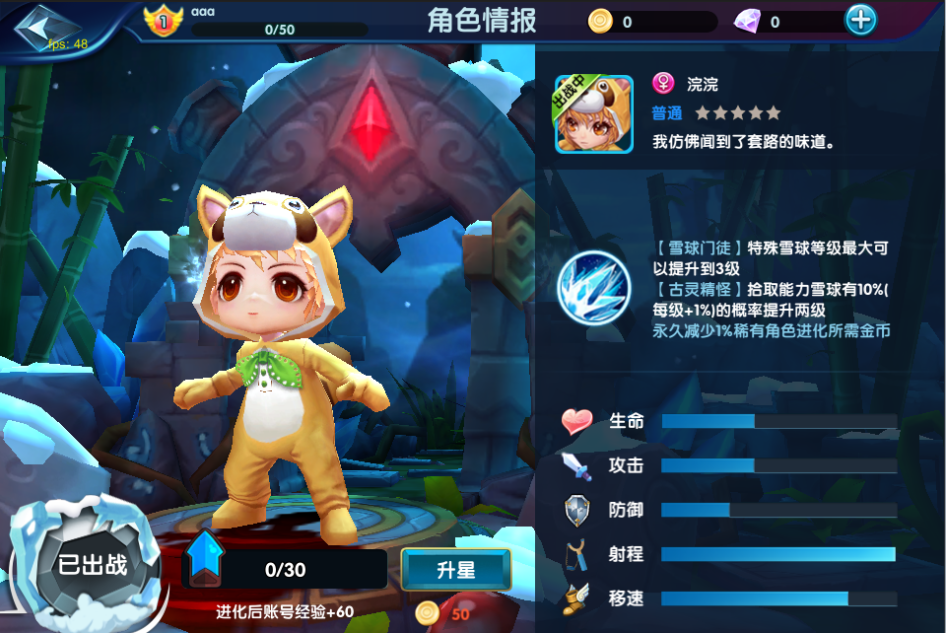 fps: 48
1
aaa
0/50
角色情报
0
0
出战中
浣浣
普通
我仿佛闻到了套路的味道。
【雪球门徒】特殊雪球等级最大可
以提升到3级
【古灵精怪】拾取能力雪球有10%(
每级+1%)的概率提升两级
永久减少1%稀有角色进化所需金币
生命
攻击
防御
射程
移速
已出战
0/30
升星
进化后账号经验+60
50